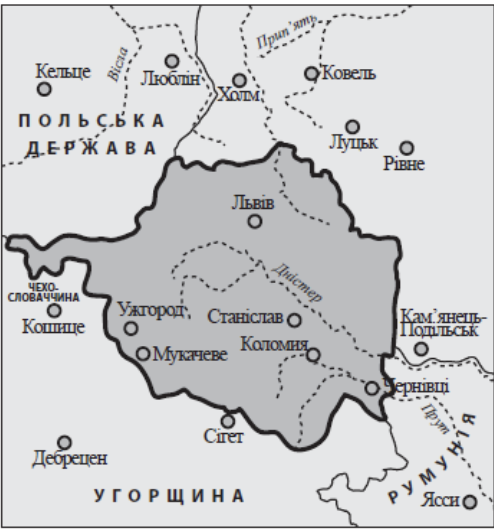 Прип'ять
Вісла
Кельце
Люблін
Холм
Ковель
ПОЛЬСЬКА
ДЕРЖАВА
Луцьк
Рівне
Львів
Дністер
ЧЕХО-
СЛОВАЧЧИНА
Кошице
Ужгород
Станіслав
Кам'янець-
Подільськ
Мукачеве
Коломия
Чернівці
Прут
Сігет
Дебрецен
РУМУНІЯ
УГОРЩИНА
Ясси